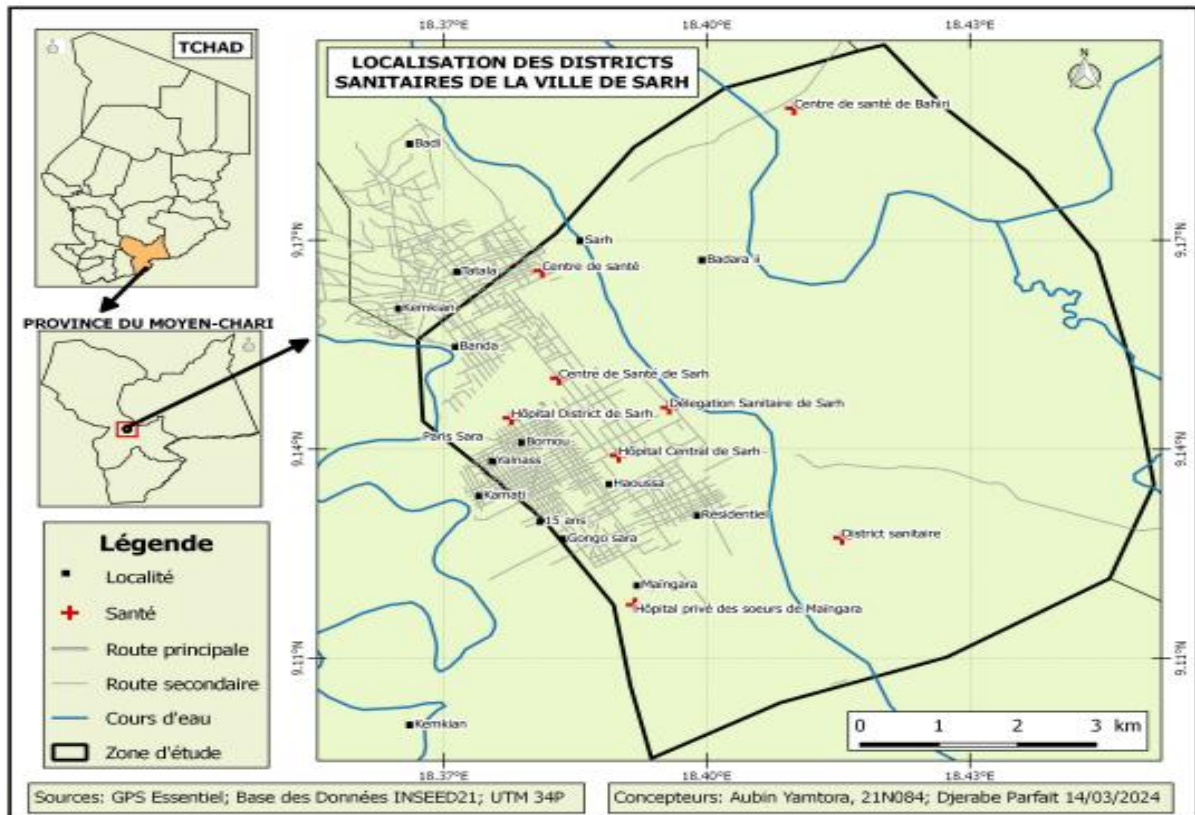 TCHAD
PROVINCE DU MOYEN-CHARI
LOCALISATION DES DISTRICTS
SANITAIRES DE LA VILLE DE SARH
18.37°E
18.40°E
18.43°E
N
Centre de santé de Bahiri
Badi
9.17°N
9.17°N
Sarh
Badara ii
Tatala
Centre de santé
Kemkian
Banda
Centre de Santé de Sarh
Délegation Sanitaire de Sarh
Hôpital District de Sarh
Paris Sara
Bornou
9.14°N
9.14°N
Hôpital Central de Sarh
Yalnass
Haoussa
Kamati
15 ans
Résidentiel
Gongo sara
District sanitaire
Maïngara
Hôpital privé des soeurs de Maïngara
9.11°N
9.11°N
Kemkian
0 1 2 3 km
18.37°E
18.40°E
18.43°E
Légende
Localité
Santé
Route principale
Route secondaire
Cours d'eau
Zone d'étude
Sources: GPS Essentiel; Base des Données INSEED21; UTM 34P
Concepteurs: Aubin Yamtora, 21N084; Djerabe Parfait 14/03/2024